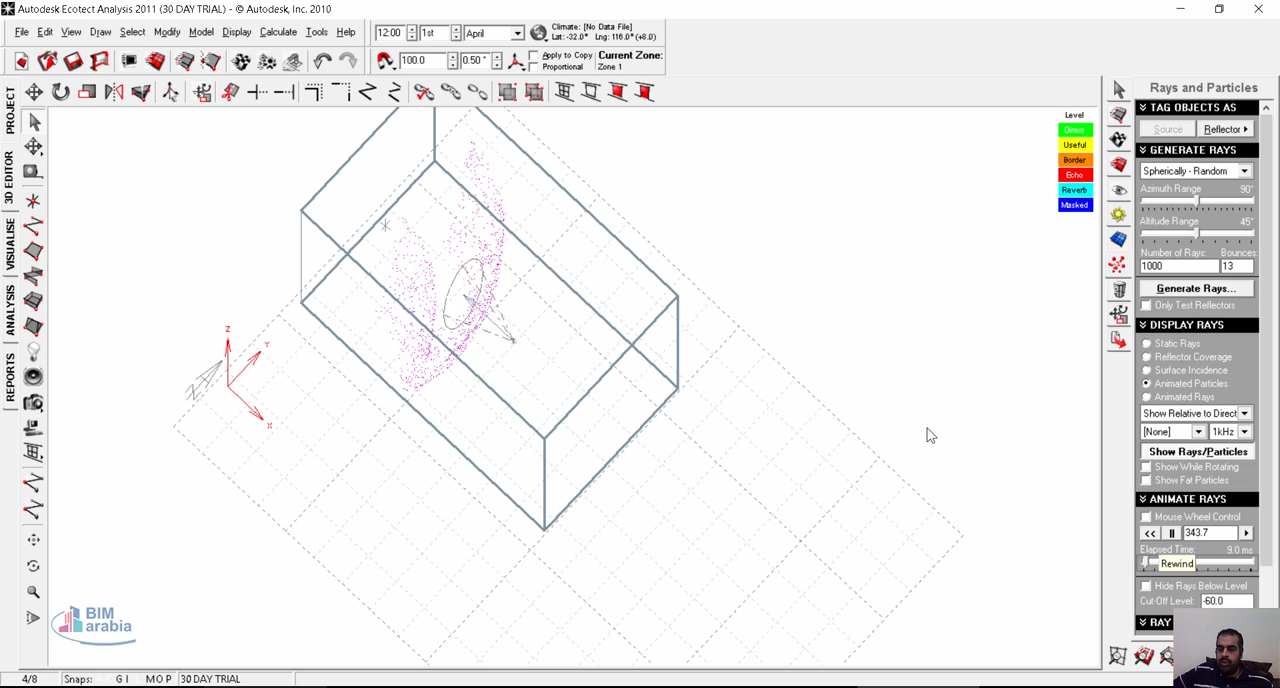 Autodesk Ecotect Analysis 2011 (30 DAY TRIAL) - © Autodesk, Inc. 2010
File Edit View Draw Select Modify Model Display Calculate Tools Help
12:00 1st April
Climate: [No Data File]
Lat: -32.0° Lng: 116.0° (+8.0)
100.0 0.50°
Apply to Copy
Proportional
Current Zone:
Zone 1
PROJECT
3D EDITOR
VISUALISE
ANALYSIS
REPORTS
Z
Y
X
N
Level
Direct
Useful
Border
Echo
Reverb
Masked
Rays and Particles
TAG OBJECTS AS
Source Reflector
GENERATE RAYS
Spherically - Random
Azimuth Range 90°
Altitude Range 45°
Number of Rays: Bounces:
1000 13
Generate Rays...
Only Test Reflectors
DISPLAY RAYS
Static Rays
Reflector Coverage
Surface Incidence
Animated Particles
Animated Rays
Show Relative to Direct
[None] 1kHz
Show Rays/Particles
Show While Rotating
Show Fat Particles
ANIMATE RAYS
Mouse Wheel Control
<< 343.7
Elapsed Time: 9.0 ms
Rewind
Hide Rays Below Level
Cut-Off Level: -60.0
RAY
BIM
arabia
4/8 Snaps: G I M O P 30 DAY TRIAL